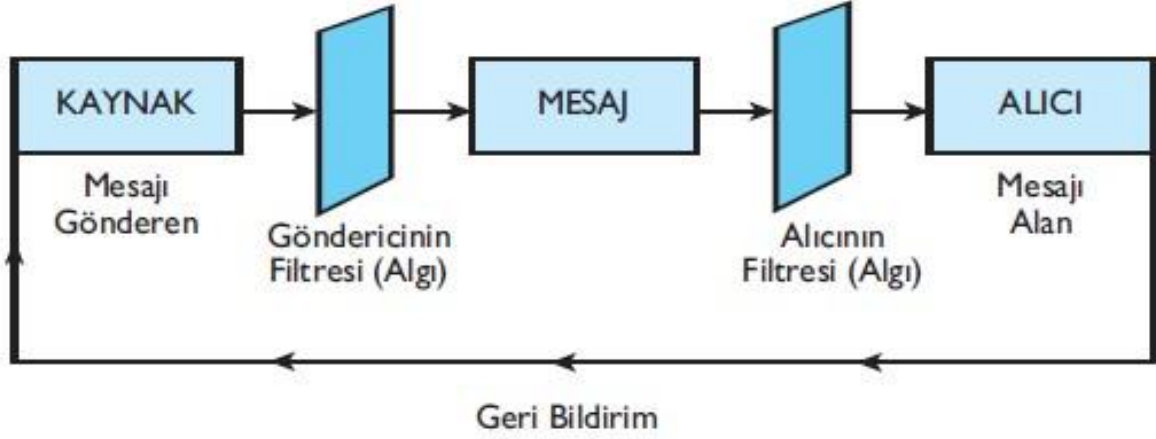 KAYNAK
Mesajı
Gönderen
Göndericinin
Filtresi (Algı)
MESAJ
Alıcının
Filtresi (Algı)
ALICI
Mesajı
Alan
Geri Bildirim